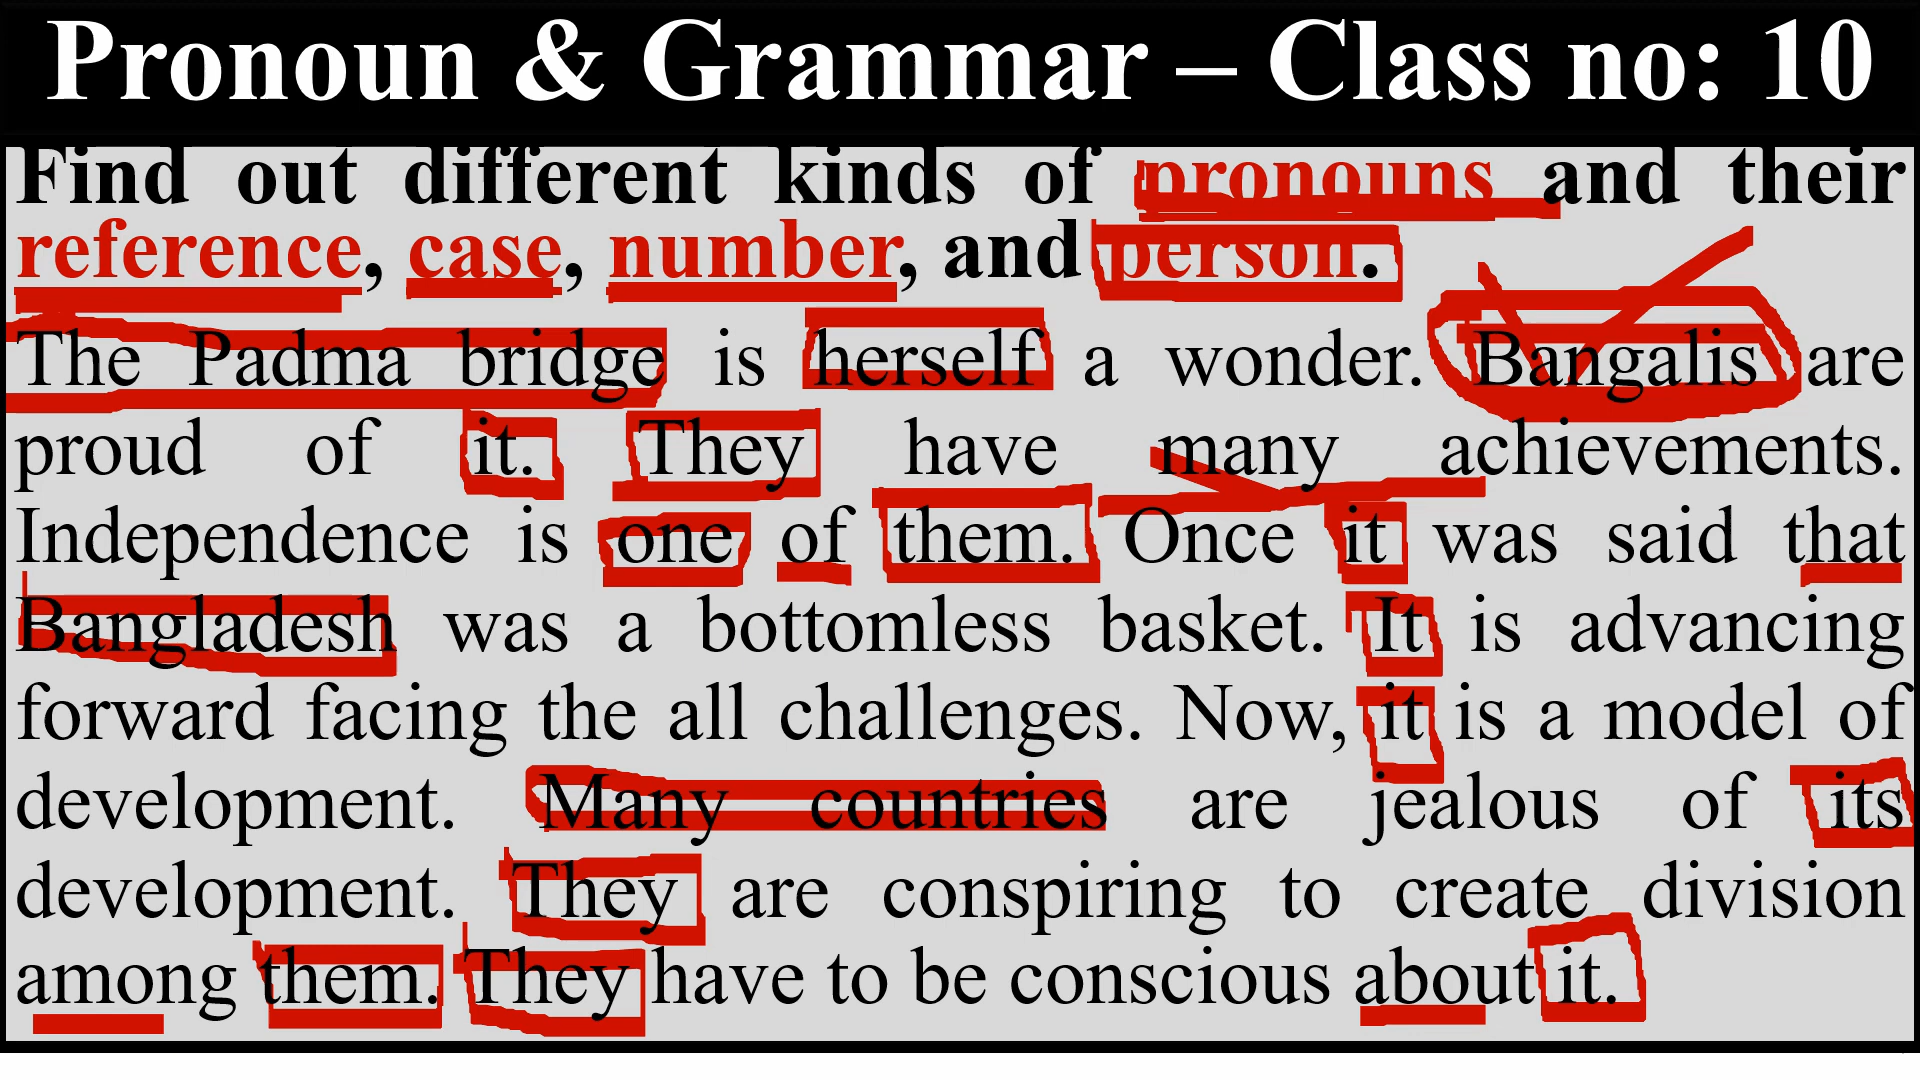 Pronoun & Grammar – Class no: 10
Find out different kinds of pronouns and their
reference, case, number, and person.
The Padma bridge is herself a wonder. Bangalis are
proud of it. They have many achievements.
Independence is one of them. Once it was said that
Bangladesh was a bottomless basket. It is advancing
forward facing the all challenges. Now, it is a model of
development. Many countries are jealous of its
development. They are conspiring to create division
among them. They have to be conscious about it.